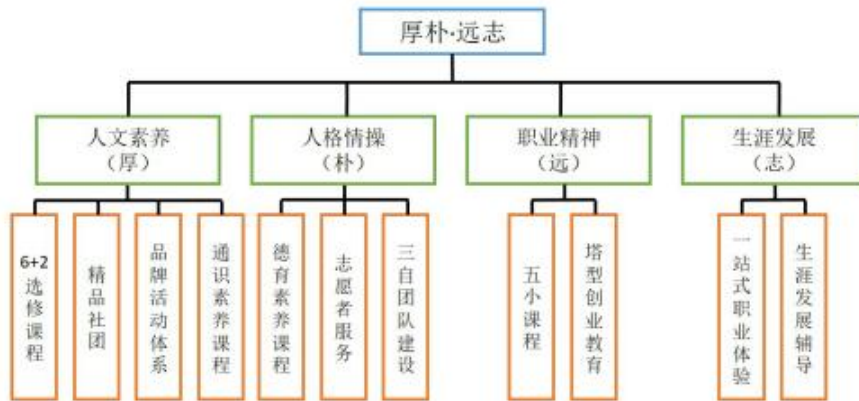 厚朴·远志
人文素养
（厚）
人格情操
（朴）
职业精神
（远）
生涯发展
（志）
6+2选修课程
精品社团
品牌活动体系
通识素养课程
德育素养课程
志愿者服务
三自团队建设
五小课程
塔型创业教育
一站式职业体验
生涯发展辅导